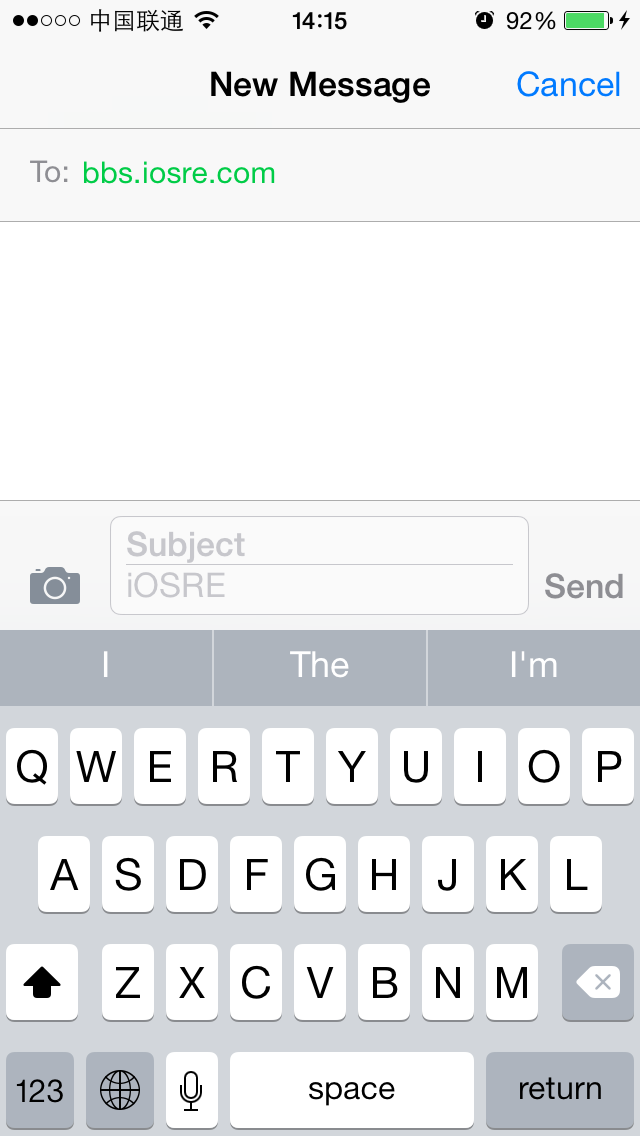 中国联通 14:15 92%
New Message Cancel
To: bbs.iosre.com
Subject
iOSRE
Send
I The I'm
Q W E R T Y U I O P
A S D F G H J K L
Z X C V B N M
123 space return